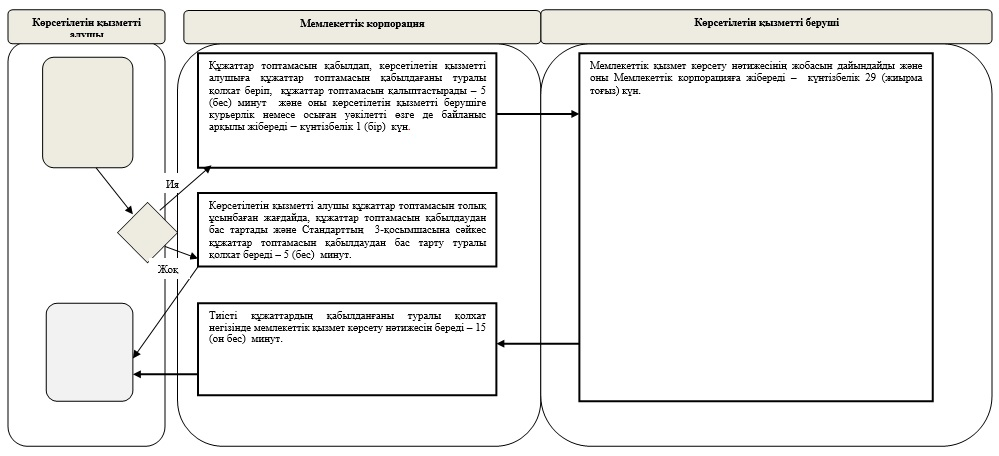 Көрсетілетін қызметті
алушы
Мемлекеттік корпорация
Көрсетілетін қызметті беруші
Құжаттар топтамасын қабылдап, көрсетілетін қызметті
алушыға құжаттар топтамасын қабылдағаны туралы
қолхат беріп, құжаттар топтамасын қалыптастырады – 5
(бес) минут және оны көрсетілетін қызметті берушіге
курьерлік немесе осыған уәкілетті өзге де байланыс
арқылы жібереді – күнтізбелік 1 (бір) күн.
Мемлекеттік қызмет көрсету нәтижесінің жобасын дайындайды және
оны Мемлекеттік корпорацияға жібереді – күнтізбелік 29 (жиырма
тоғыз) күн.
Ия
Көрсетілетін қызметті алушы құжаттар топтамасын толық
ұсынбаған жағдайда, құжаттар топтамасын қабылдаудан
бас тартады және Стандарттың 3-қосымшасына сәйкес
құжаттар топтамасын қабылдаудан бас тарту туралы
қолхат береді – 5 (бес) минут.
Жоқ
Тиісті құжаттардың қабылданғаны туралы қолхат
негізінде мемлекеттік қызмет көрсету нәтижесін береді – 15
(он бес) минут.